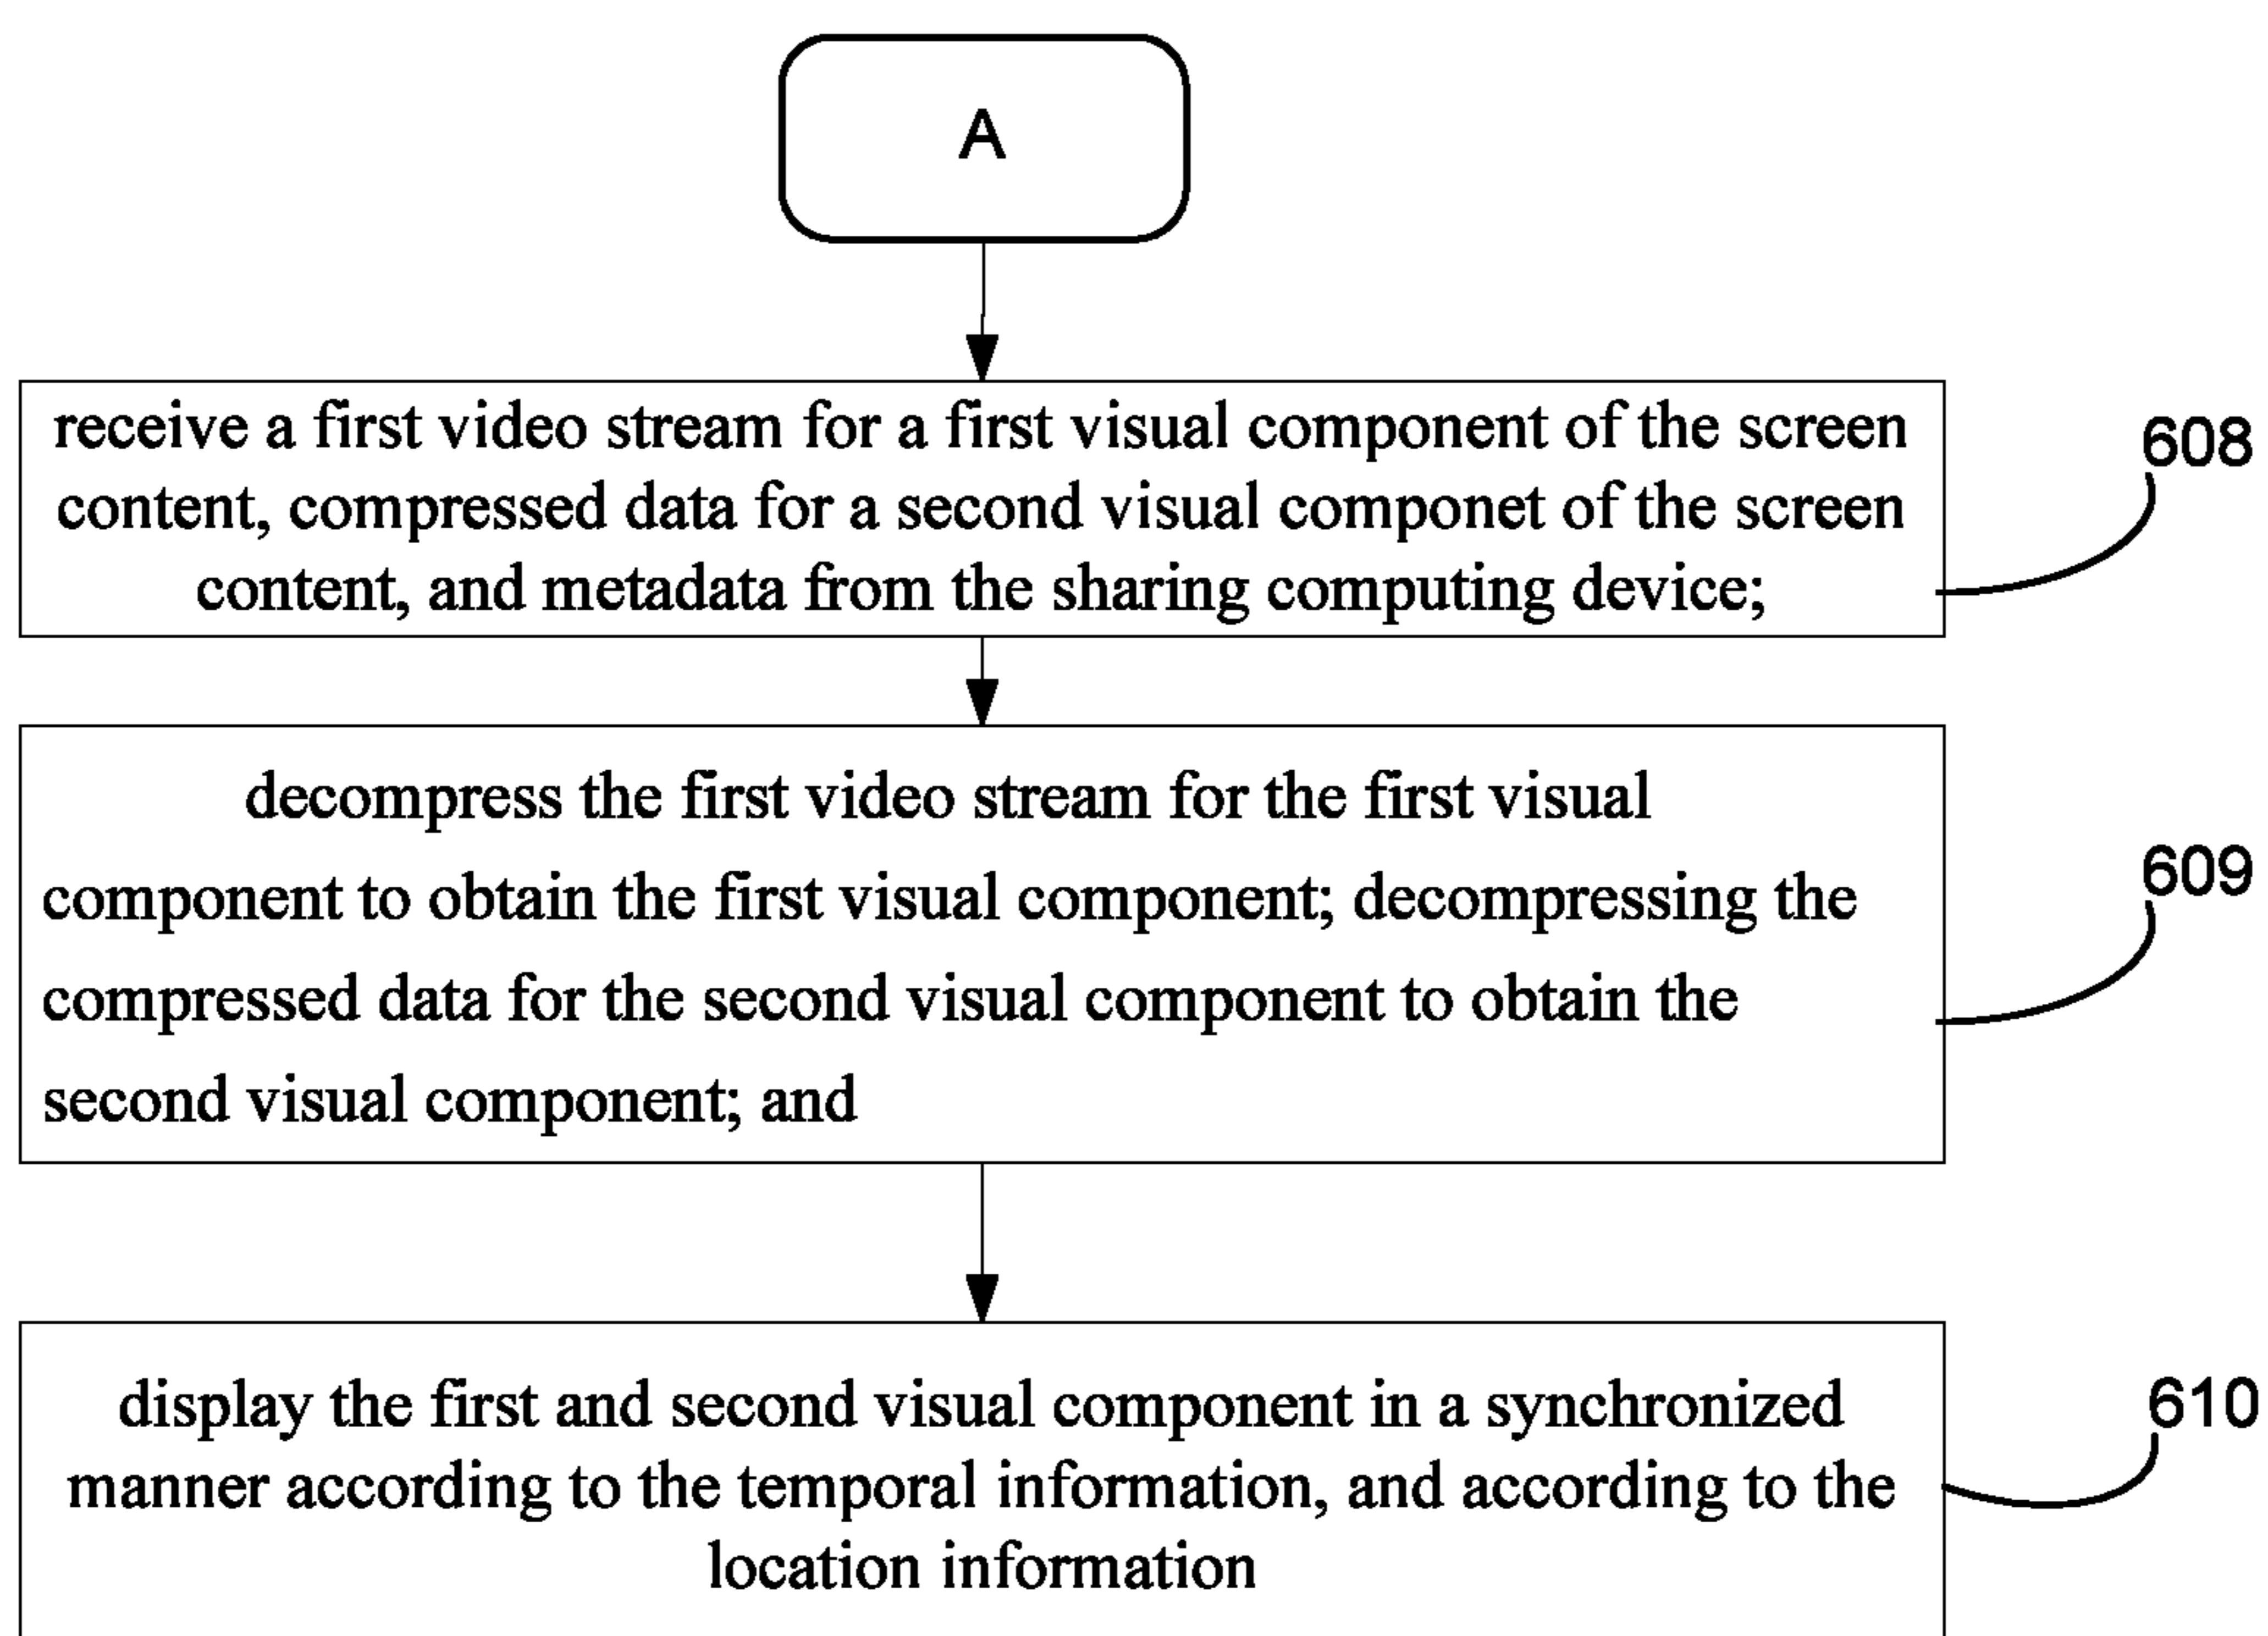 A
receive a first video stream for a first visual component of the screen
content, compressed data for a second visual componet of the screen
content, and metadata from the sharing computing device;
608
decompress the first video stream for the first visual
component to obtain the first visual component; decompressing the
compressed data for the second visual component to obtain the
second visual component; and
609
display the first and second visual component in a synchronized
manner according to the temporal information, and according to the
location information
610